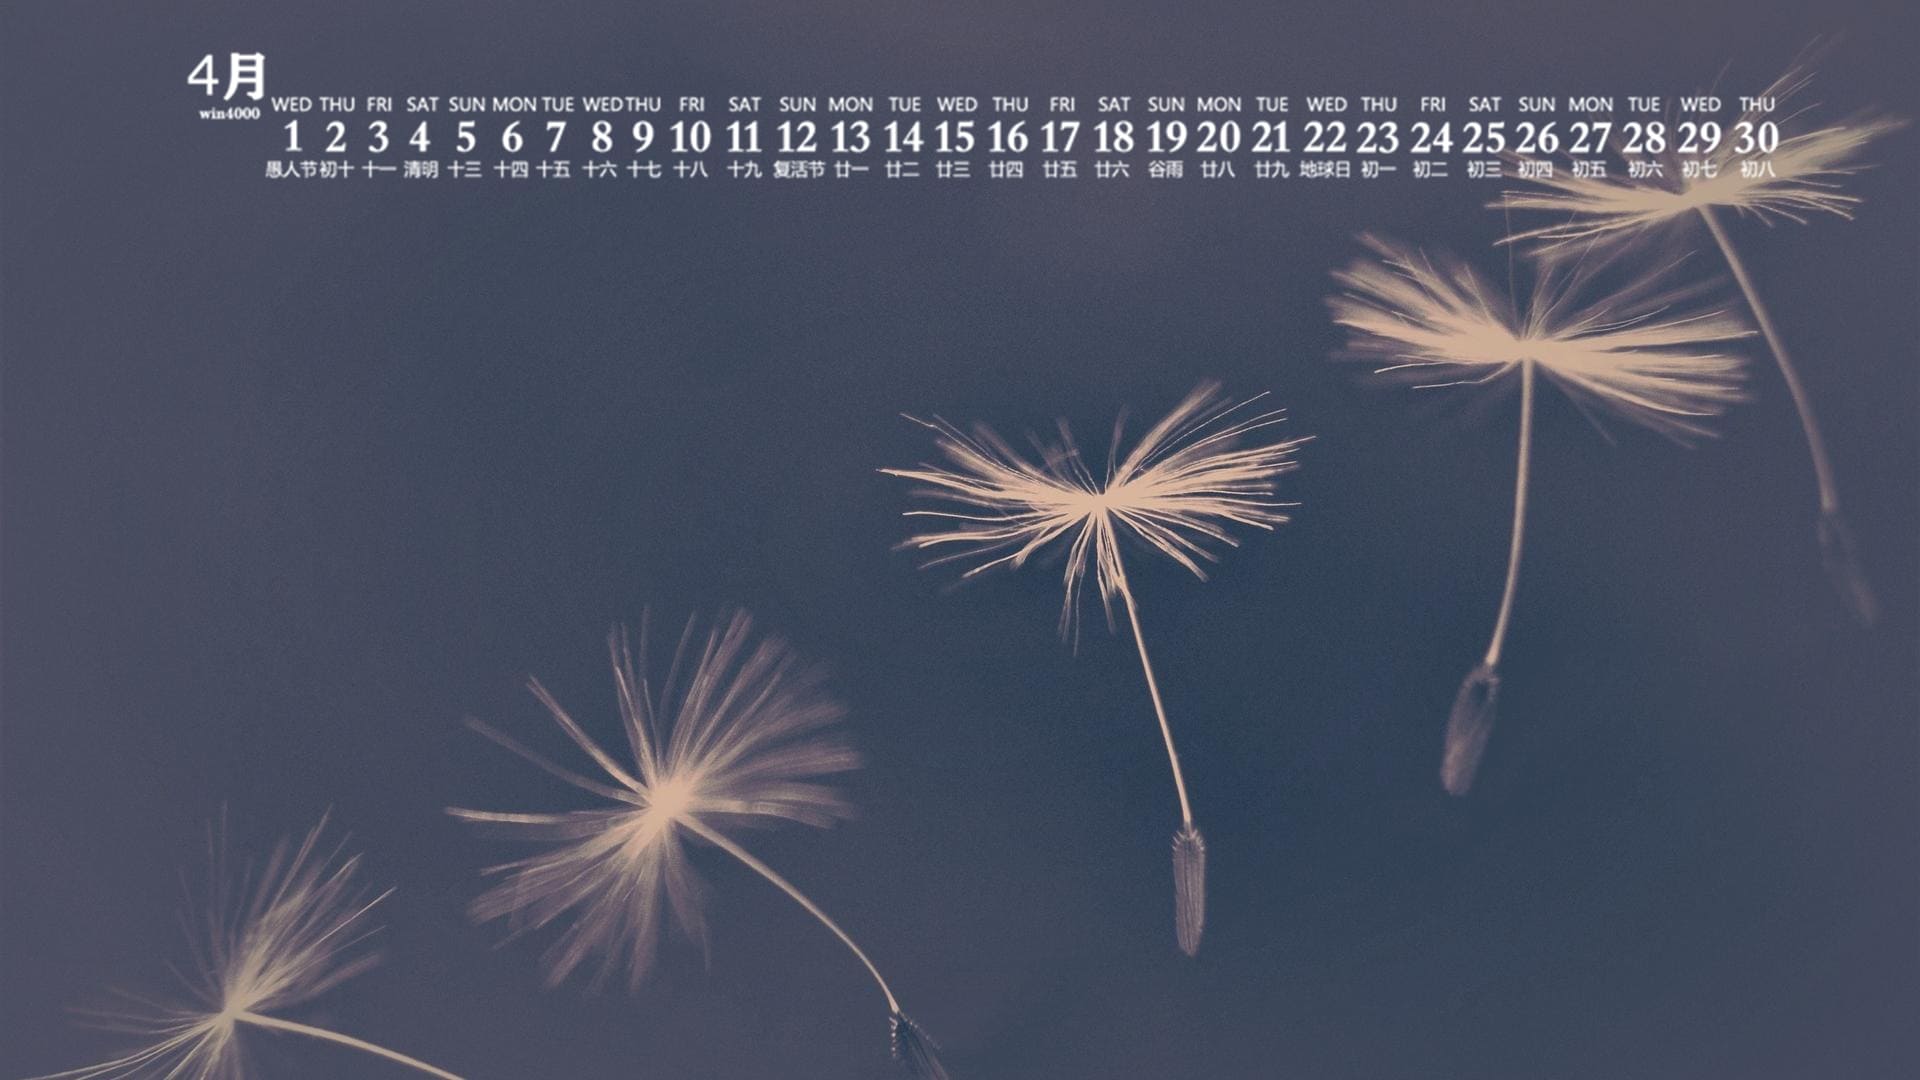 4月
win4000
WED THU FRI SAT SUN MON TUE WED THU FRI SAT SUN MON TUE WED THU FRI SAT SUN MON TUE WED THU FRI SAT SUN MON TUE WED THU
1 2 3 4 5 6 7 8 9 10 11 12 13 14 15 16 17 18 19 20 21 22 23 24 25 26 27 28 29 30
愚人节 初十 十一 清明 十三 十四 十五 十六 十七 十八 十九 复活节 廿一 廿二 廿三 廿四 廿五 廿六 谷雨 廿八 廿九 地球日 初一 初二 初三 初四 初五 初六 初七 初八